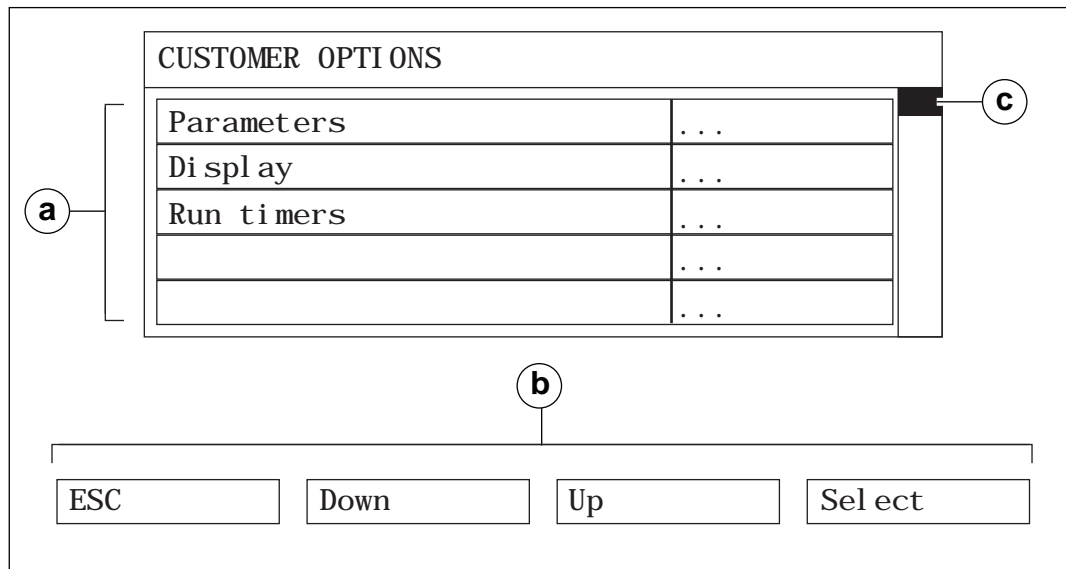 CUSTOMER OPTIONS
c
Parameters ...
Display ...
a
Run timers ...
...
...
b
ESC Down Up Select